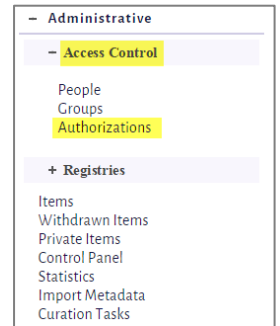 − Administrative
− Access Control
People
Groups
Authorizations
+ Registries
Items
Withdrawn Items
Private Items
Control Panel
Statistics
Import Metadata
Curation Tasks